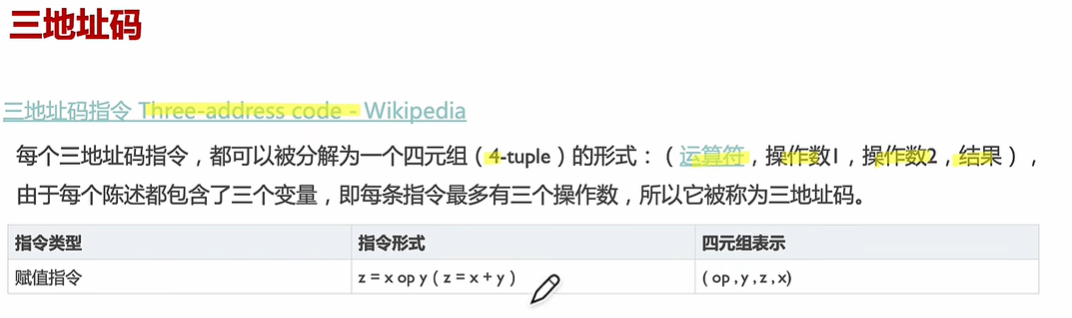 三地址码
三地址码指令 Three-address code - Wikipedia
每个三地址码指令，都可以被分解为一个四元组（4-tuple）的形式：（运算符，操作数1，操作数2，结果），
由于每个陈述都包含了三个变量，即每条指令最多有三个操作数，所以它被称为三地址码。
指令类型 指令形式 四元组表示
赋值指令 z = x op y ( z = x + y ) ( op , y , z , x)